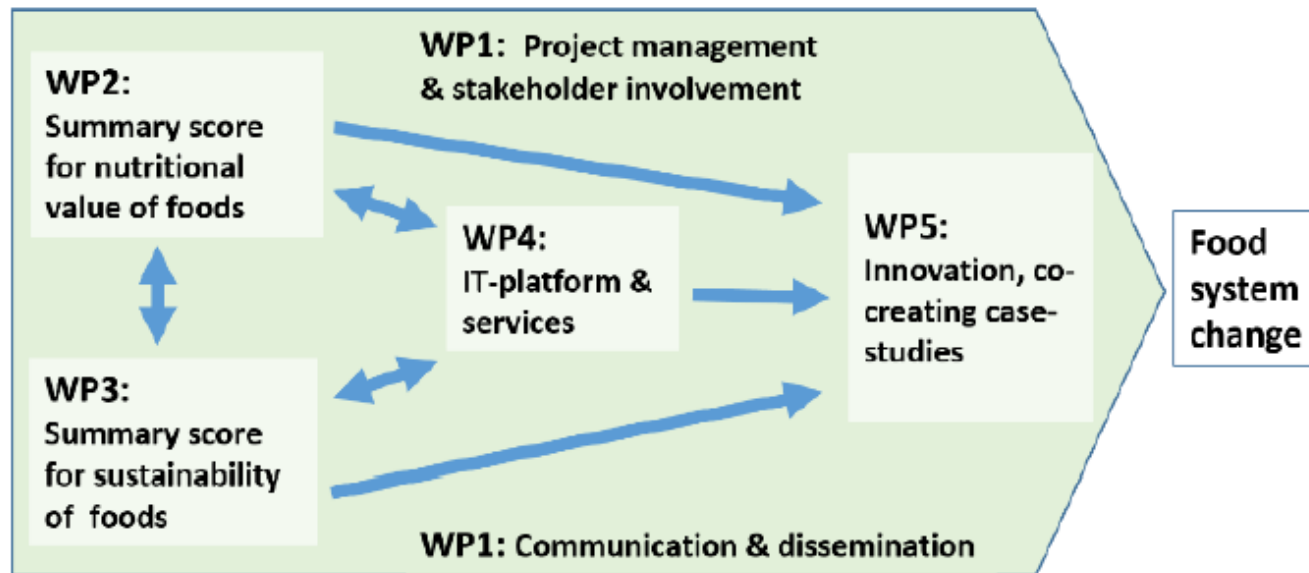 WP1: Project management
& stakeholder involvement
WP2:
Summary score
for nutritional
value of foods
WP4:
IT-platform &
services
WP5:
Innovation, co-
creating case-
studies
Food
system
change
WP3:
Summary score
for sustainability
of foods
WP1: Communication & dissemination